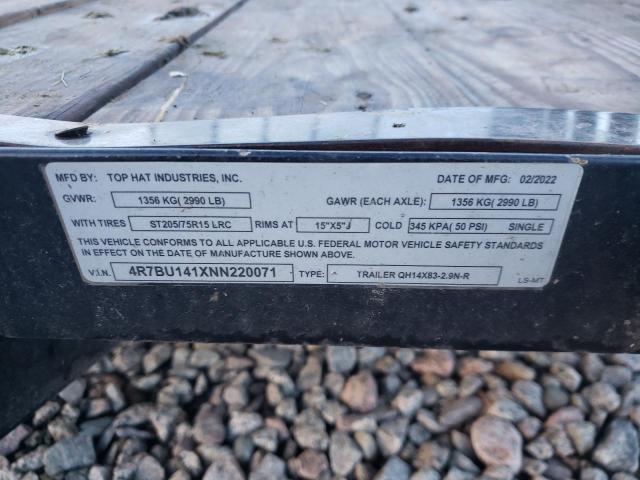 MFD BY: TOP HAT INDUSTRIES, INC. DATE OF MFG: 02/2022
GVWR: 1356 KG( 2990 LB) GAWR (EACH AXLE): 1356 KG( 2990 LB)
WITH TIRES ST205/75R15 LRC RIMS AT 15"X5"J COLD 345 KPA( 50 PSI) SINGLE
THIS VEHICLE CONFORMS TO ALL APPLICABLE U.S. FEDERAL MOTOR VEHICLE SAFETY STANDARDS
IN EFFECT ON THE DATE OF MANUFACTURE SHOWN ABOVE.
V.I.N. 4R7BU141XNN220071 TYPE: TRAILER QH14X83-2.9N-R LS-MT